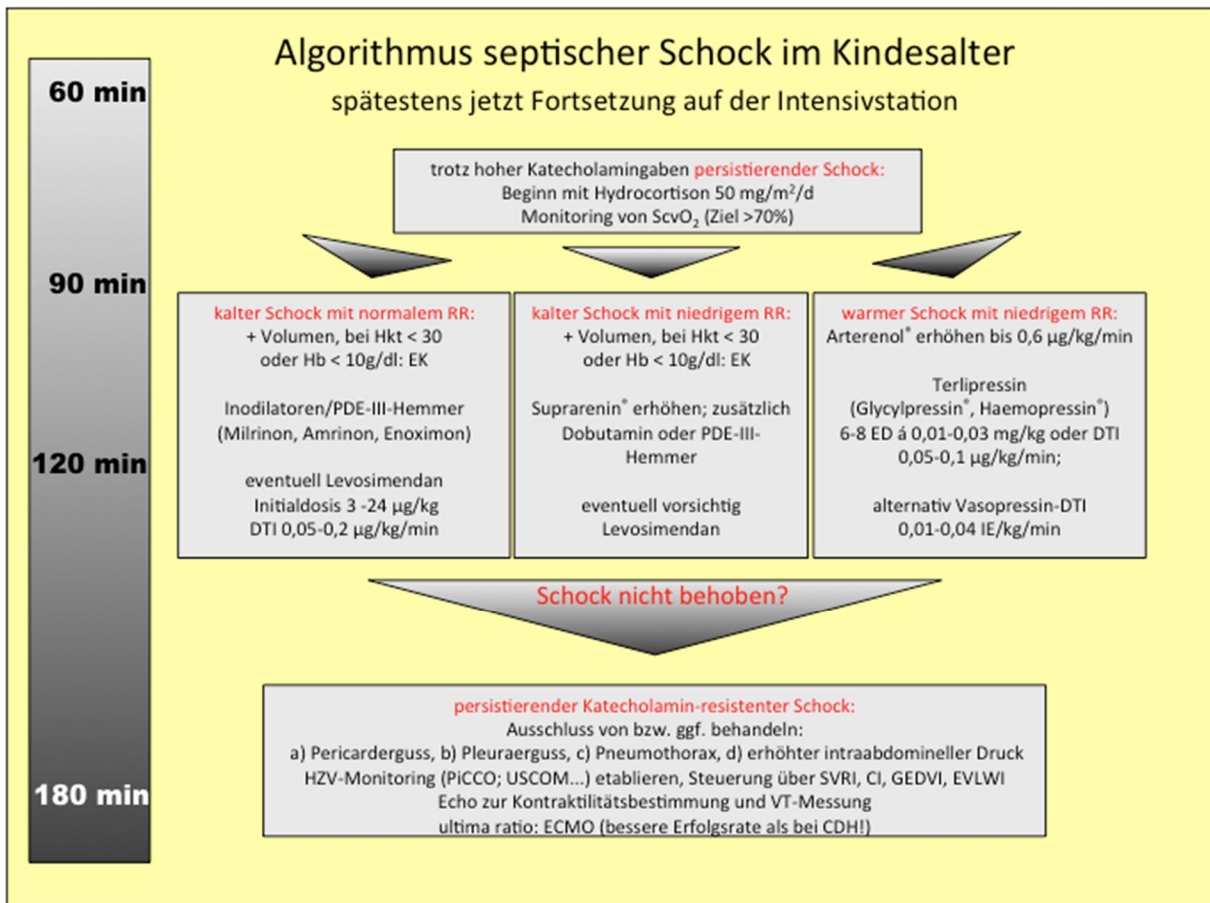 Algorithmus septischer Schock im Kindesalter
spätestens jetzt Fortsetzung auf der Intensivstation
60 min
90 min
120 min
180 min
trotz hoher Katecholamingaben persistierender Schock:
Beginn mit Hydrocortison 50 mg/m²/d
Monitoring von ScvO₂ (Ziel >70%)
kalter Schock mit normalem RR:
+ Volumen, bei Hkt < 30
oder Hb < 10g/dl: EK
Inodilatoren/PDE-III-Hemmer
(Milrinon, Amrinon, Enoximon)
eventuell Levosimendan
Initialdosis 3 -24 µg/kg
DTI 0,05-0,2 µg/kg/min
kalter Schock mit niedrigem RR:
+ Volumen, bei Hkt < 30
oder Hb < 10g/dl: EK
Suprarenin® erhöhen; zusätzlich
Dobutamin oder PDE-III-
Hemmer
eventuell vorsichtig
Levosimendan
warmer Schock mit niedrigem RR:
Arterenol® erhöhen bis 0,6 µg/kg/min
Terlipressin
(Glycylpressin®, Haemopressin®)
6-8 ED á 0,01-0,03 mg/kg oder DTI
0,05-0,1 µg/kg/min;
alternativ Vasopressin-DTI
0,01-0,04 IE/kg/min
Schock nicht behoben?
persistierender Katecholamin-resistenter Schock:
Ausschluss von bzw. ggf. behandeln:
a) Pericarderguss, b) Pleuraerguss, c) Pneumothorax, d) erhöhter intraabdomineller Druck
HZV-Monitoring (PiCCO; USCOM...) etablieren, Steuerung über SVRI, CI, GEDVI, EVLWI
Echo zur Kontraktilitätsbestimmung und VT-Messung
ultima ratio: ECMO (bessere Erfolgsrate als bei CDH!)